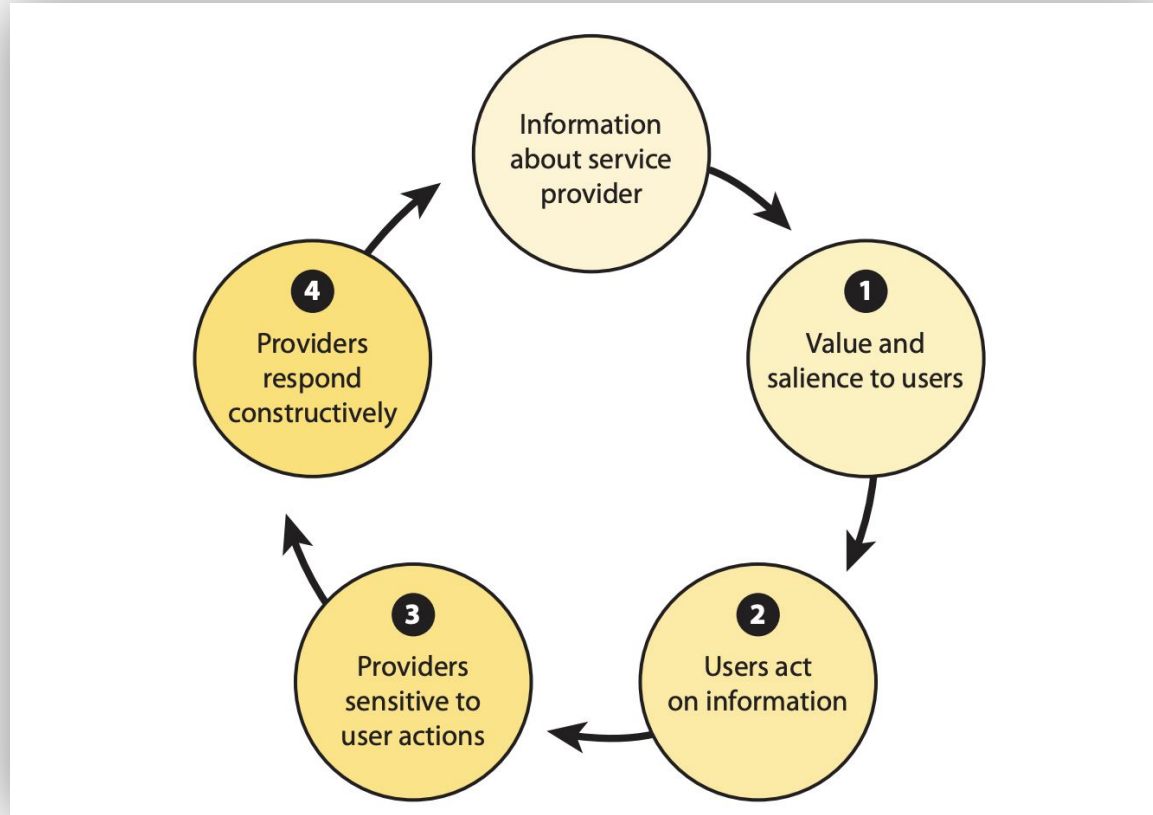 Information
about service
provider
1
Value and
salience to users
2
Users act
on information
3
Providers
sensitive to
user actions
4
Providers
respond
constructively